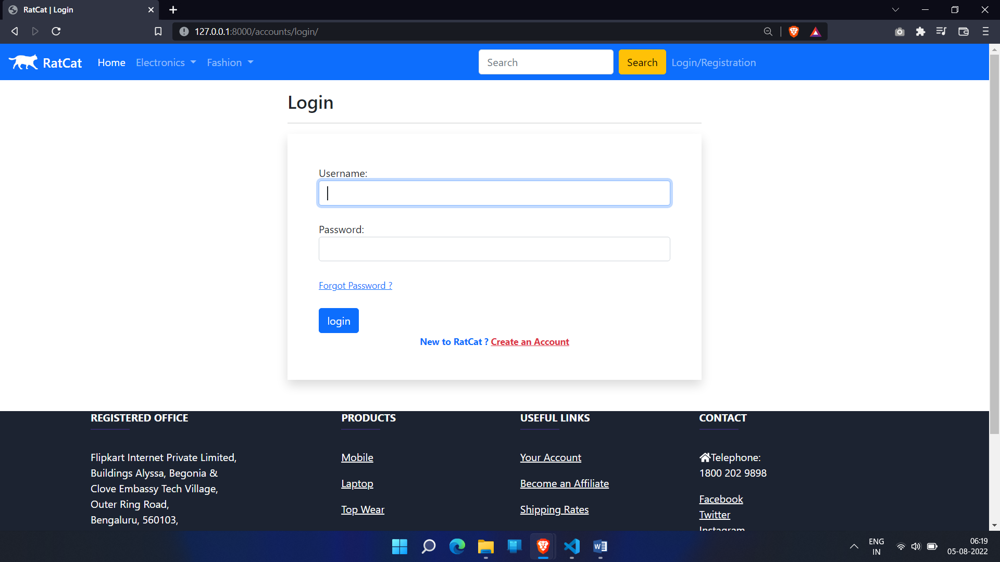 RatCat | Login
127.0.0.1:8000/accounts/login/
RatCat Home Electronics Fashion Search Search Login/Registration
Login
Username:
Password:
Forgot Password ?
login
New to RatCat ? Create an Account
REGISTERED OFFICE
Flipkart Internet Private Limited,
Buildings Alyssa, Begonia &
Clove Embassy Tech Village,
Outer Ring Road,
Bengaluru, 560103,
PRODUCTS
Mobile
Laptop
Top Wear
USEFUL LINKS
Your Account
Become an Affiliate
Shipping Rates
CONTACT
Telephone:
1800 202 9898
Facebook
Twitter
Instagram
ENG
IN
06:19
05-08-2022